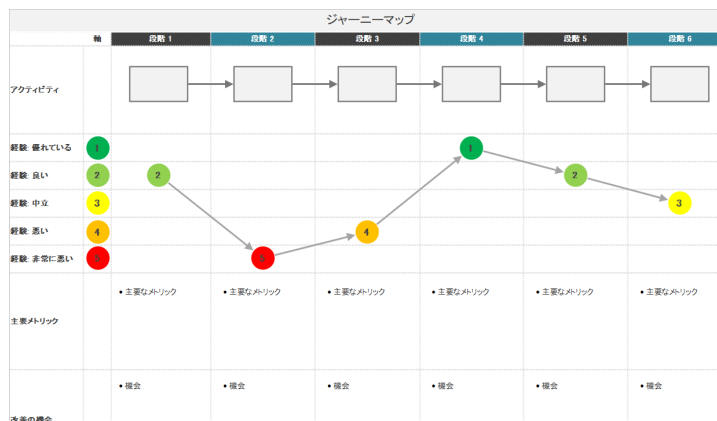 ジャーニーマップ
軸 段階 1 段階 2 段階 3 段階 4 段階 5 段階 6
アクティビティ
経験: 優れている 1 1
経験: 良い 2 2 2
経験: 中立 3 3
経験: 悪い 4 4
経験: 非常に悪い 5 5
• 主要なメトリック • 主要なメトリック • 主要なメトリック • 主要なメトリック • 主要なメトリック • 主要なメトリック
主要メトリック
• 機会 • 機会 • 機会 • 機会 • 機会 • 機会
改善の機会